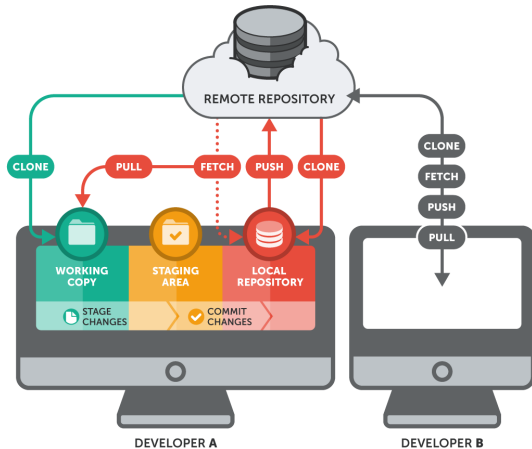 REMOTE REPOSITORY
CLONE
PULL
FETCH
PUSH
CLONE
CLONE
FETCH
PUSH
PULL
WORKING
COPY
STAGING
AREA
LOCAL
REPOSITORY
STAGE
CHANGES
COMMIT
CHANGES
DEVELOPER A
DEVELOPER B